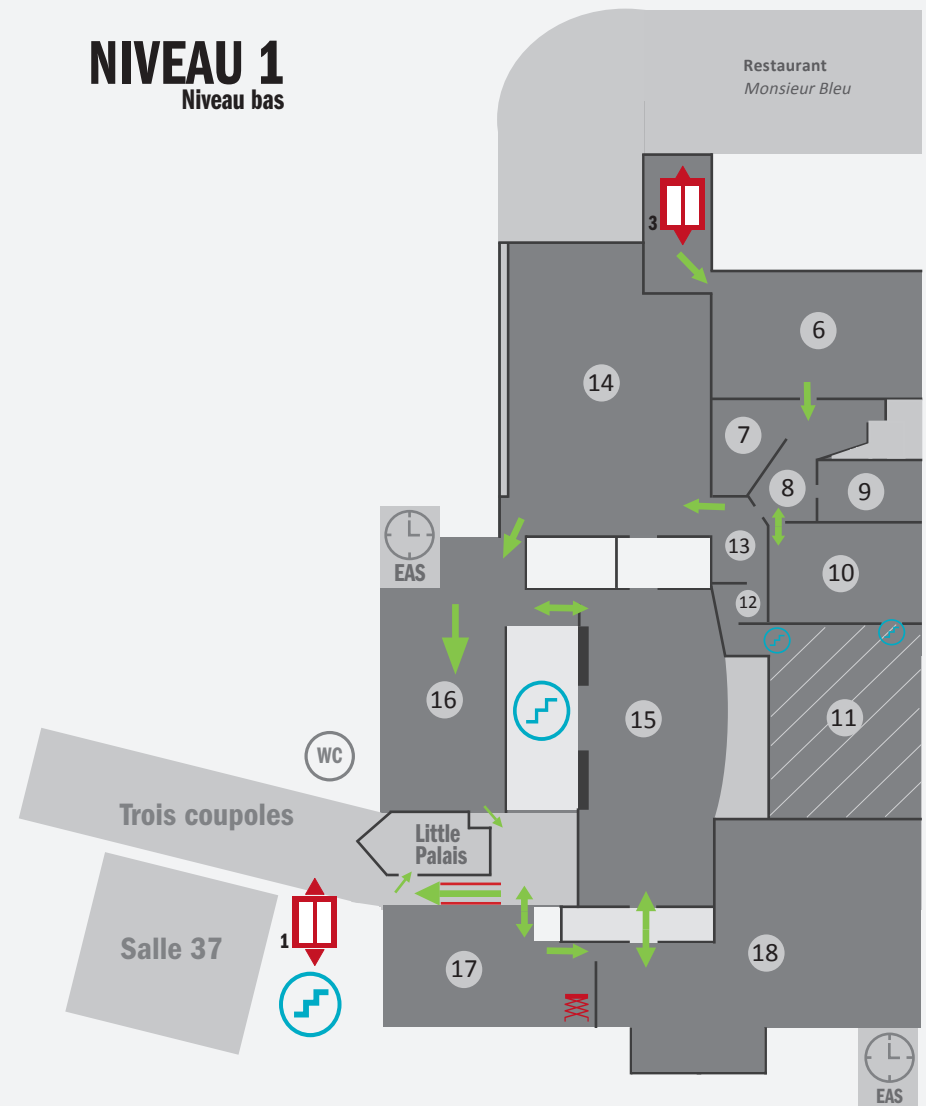 NIVEAU 1
Niveau bas
Restaurant
Monsieur Bleu
3
6
14
7
8
9
EAS
13
10
12
16
15
11
WC
Trois coupoles
Little
Palais
Salle 37
1
17
18
EAS